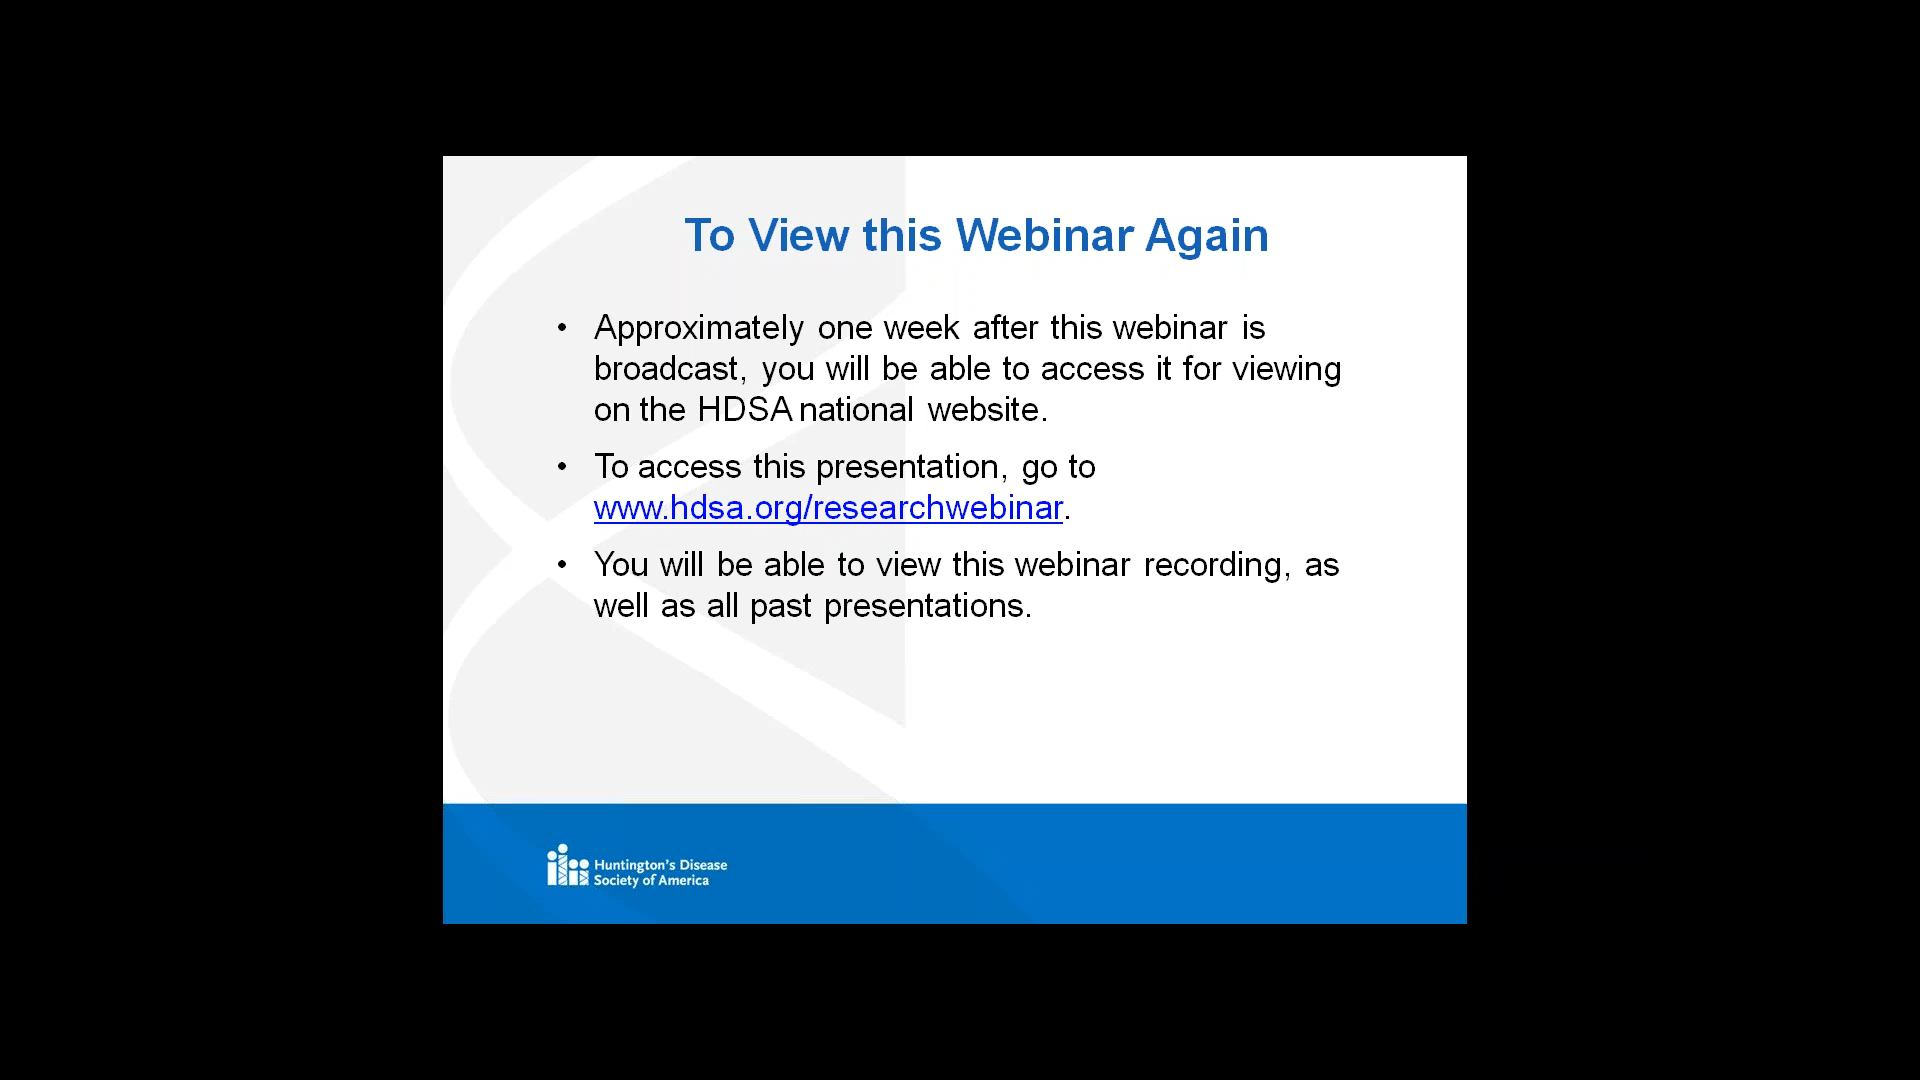 To View this Webinar Again
• Approximately one week after this webinar is
broadcast, you will be able to access it for viewing
on the HDSA national website.
• To access this presentation, go to
www.hdsa.org/researchwebinar.
• You will be able to view this webinar recording, as
well as all past presentations.
Huntington's Disease
Society of America